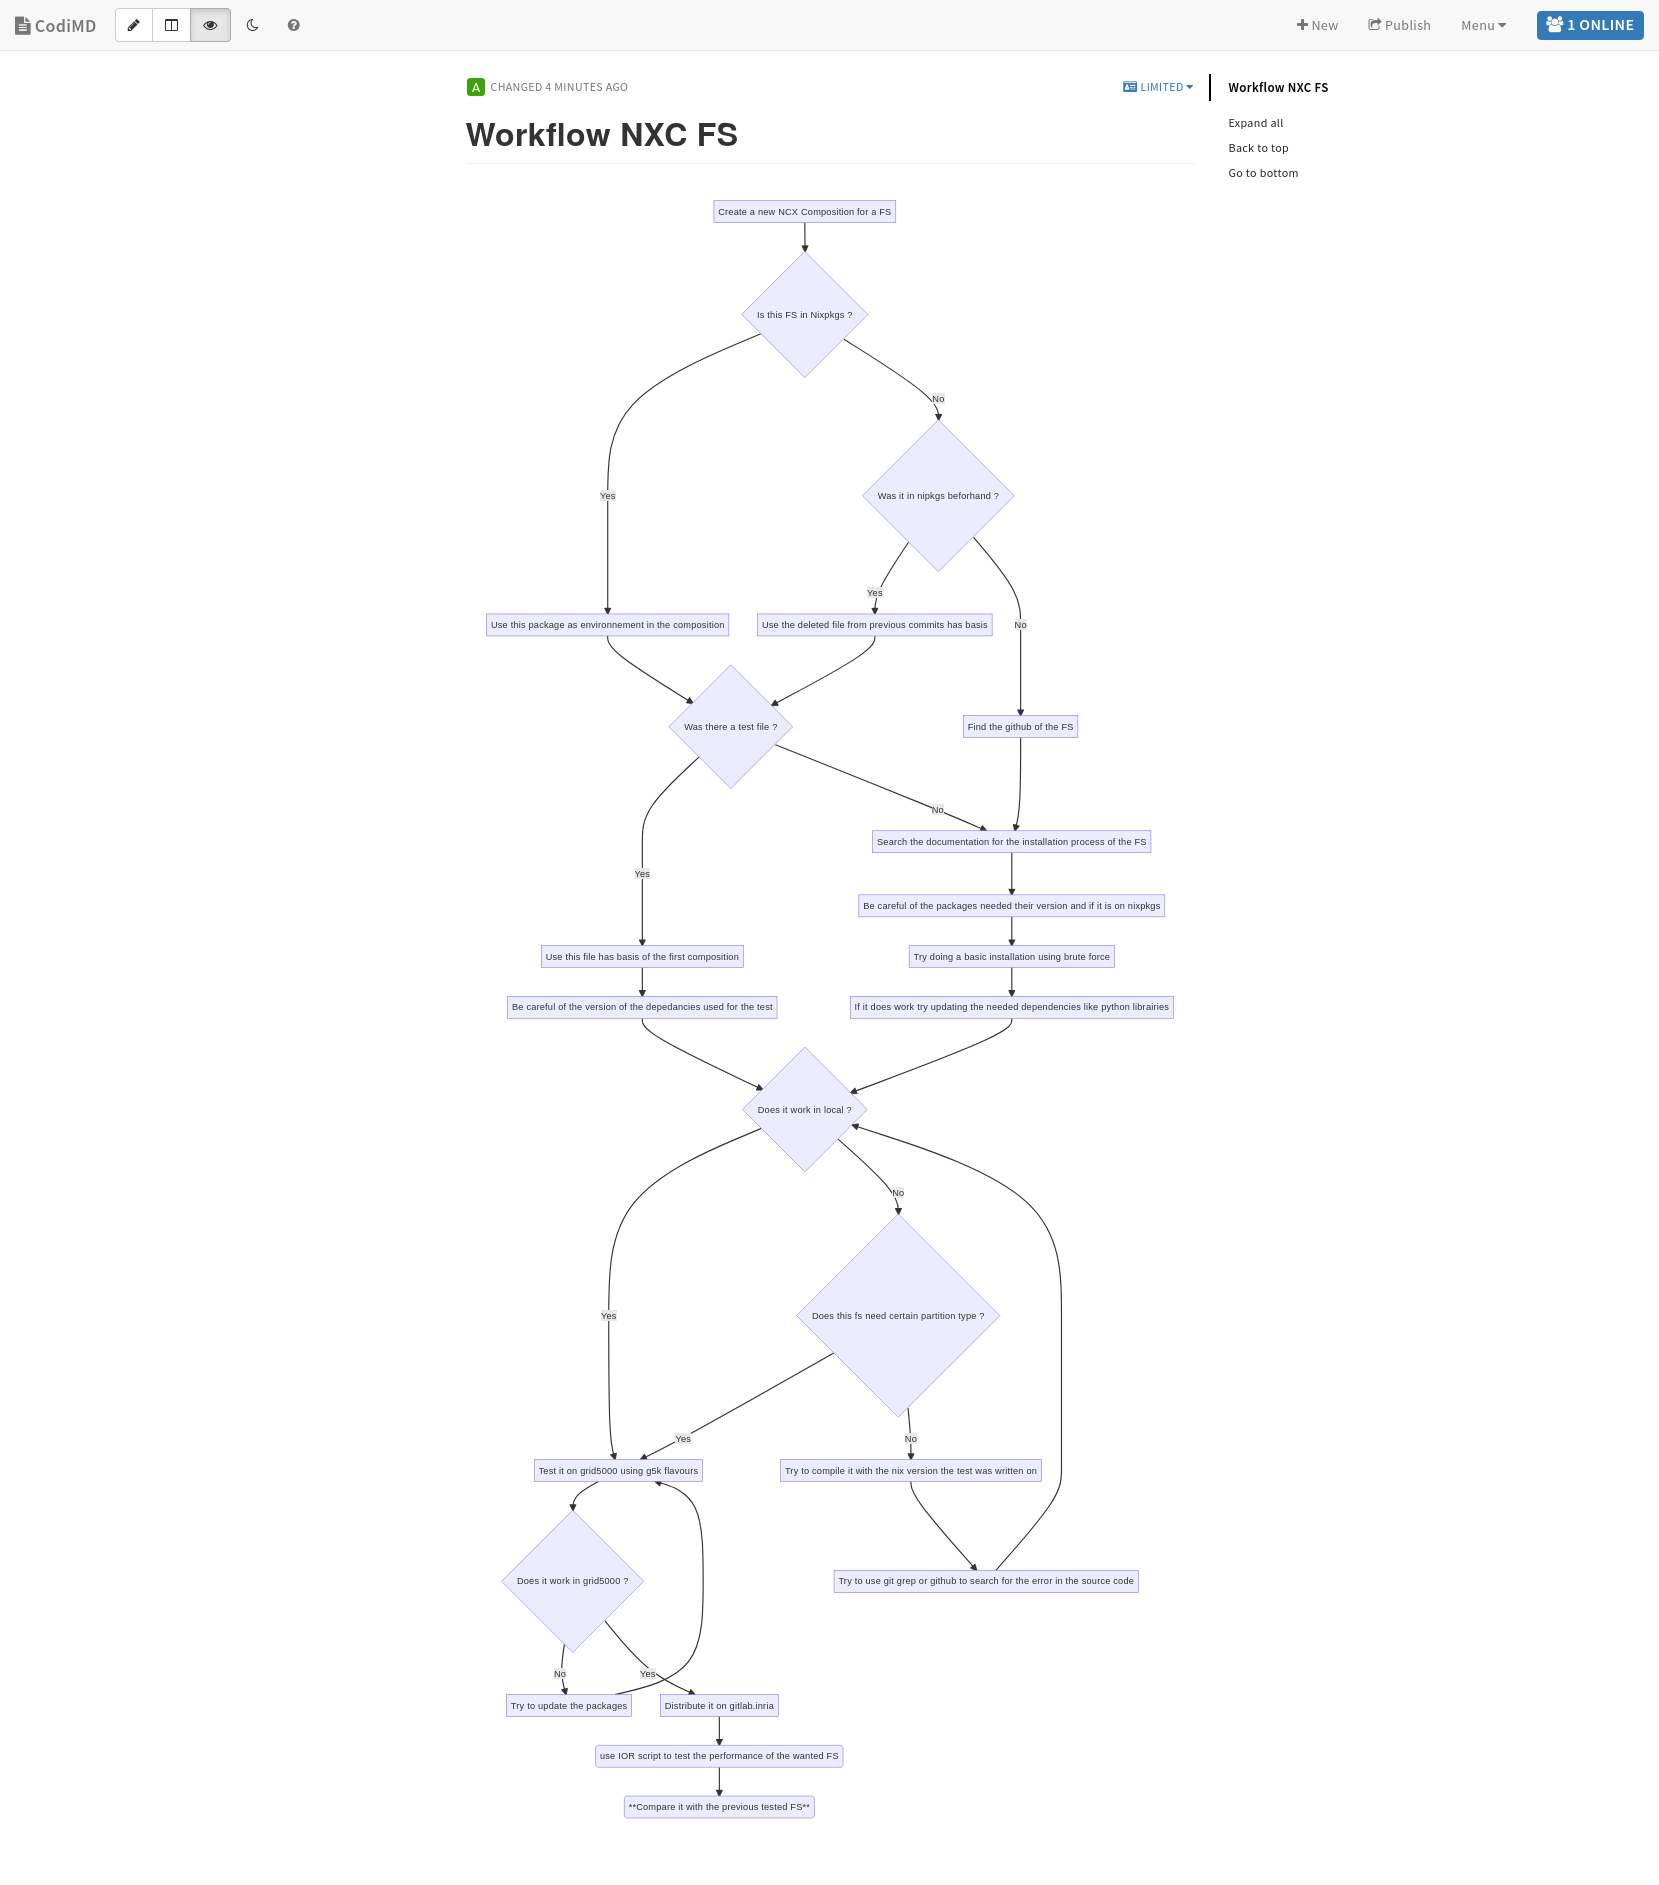 CodiMD
New
Publish
Menu
1 ONLINE
A
CHANGED 4 MINUTES AGO
LIMITED
Workflow NXC FS
Expand all
Back to top
Go to bottom
Workflow NXC FS
Create a new NCX Composition for a FS
Is this FS in Nixpkgs ?
No
Was it in nipkgs beforhand ?
Yes
Yes
Use this package as environnement in the composition
Use the deleted file from previous commits has basis
No
Was there a test file ?
Find the github of the FS
No
Search the documentation for the installation process of the FS
Yes
Be careful of the packages needed their version and if it is on nixpkgs
Use this file has basis of the first composition
Try doing a basic installation using brute force
Be careful of the version of the depedancies used for the test
If it does work try updating the needed dependencies like python librairies
Does it work in local ?
No
Yes
Does this fs need certain partition type ?
Yes
No
Test it on grid5000 using g5k flavours
Try to compile it with the nix version the test was written on
Does it work in grid5000 ?
Try to use git grep or github to search for the error in the source code
No
Yes
Try to update the packages
Distribute it on gitlab.inria
use IOR script to test the performance of the wanted FS
**Compare it with the previous tested FS**